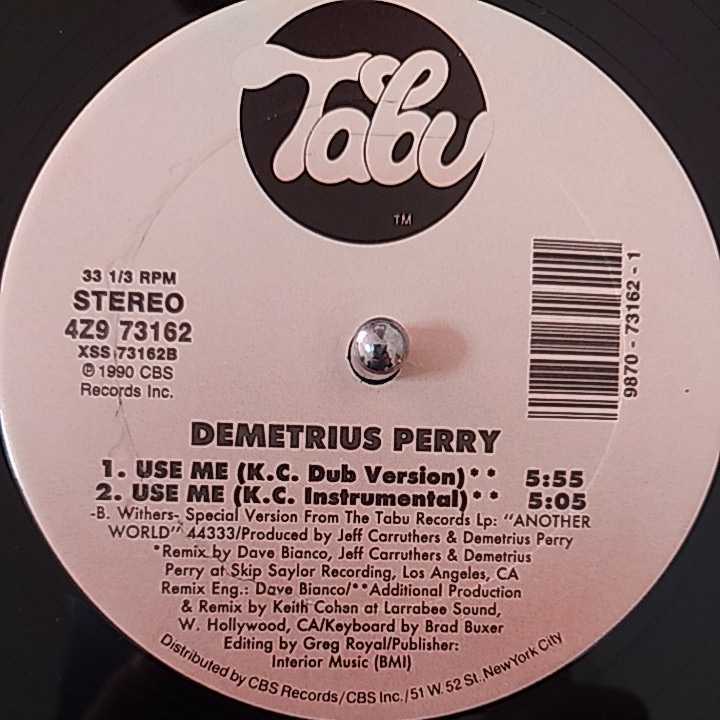 Tabu
TM
33 1/3 RPM
STEREO
4Z9 73162
XSS 73162B
℗ 1990 CBS
Records Inc.
9870 - 73162 - 1
DEMETRIUS PERRY
1. USE ME (K.C. Dub Version)** 5:55
2. USE ME (K.C. Instrumental)** 5:05
-B. Withers- Special Version From The Tabu Records Lp: "ANOTHER
WORLD" 44333/Produced by Jeff Carruthers & Demetrius Perry
*Remix by Dave Bianco, Jeff Carruthers & Demetrius
Perry at Skip Saylor Recording, Los Angeles, CA
Remix Eng.: Dave Bianco/**Additional Production
& Remix by Keith Cohen at Larrabee Sound,
W. Hollywood, CA/Keyboard by Brad Buxer
Editing by Greg Royal/Publisher:
Interior Music (BMI)
Distributed by CBS Records/CBS Inc./51 W. 52 St. New York City